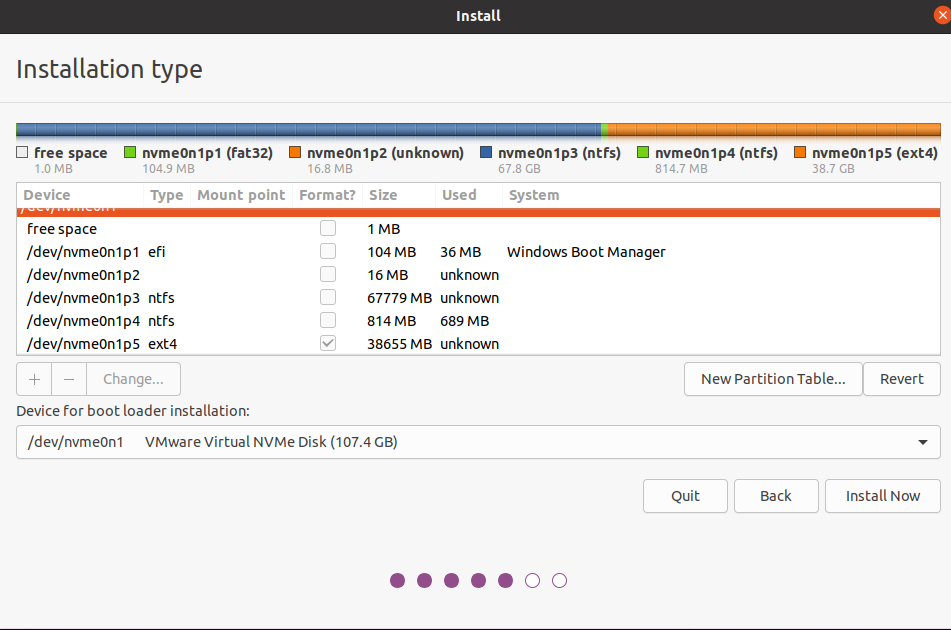 Install
Installation type
free space nvme0n1p1 (fat32) nvme0n1p2 (unknown) nvme0n1p3 (ntfs) nvme0n1p4 (ntfs) nvme0n1p5 (ext4)
1.0 MB 104.9 MB 16.8 MB 67.8 GB 814.7 MB 38.7 GB
Device Type Mount point Format? Size Used System
free space 1 MB
/dev/nvme0n1p1 efi 104 MB 36 MB Windows Boot Manager
/dev/nvme0n1p2 16 MB unknown
/dev/nvme0n1p3 ntfs 67779 MB unknown
/dev/nvme0n1p4 ntfs 814 MB 689 MB
/dev/nvme0n1p5 ext4 38655 MB unknown
+ − Change... New Partition Table... Revert
Device for boot loader installation:
/dev/nvme0n1 VMware Virtual NVMe Disk (107.4 GB)
Quit Back Install Now